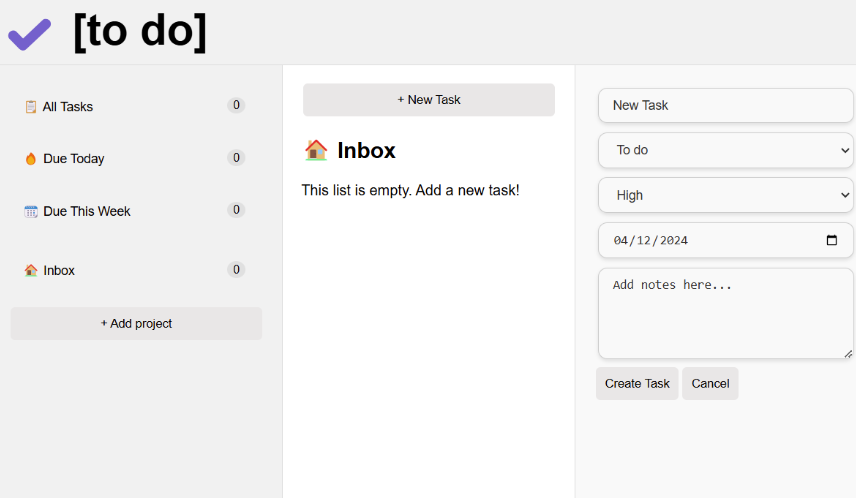 [to do]
All Tasks 0
Due Today 0
Due This Week 0
Inbox 0
+ Add project
+ New Task
Inbox
This list is empty. Add a new task!
New Task
To do
High
04/12/2024
Add notes here...
Create Task Cancel